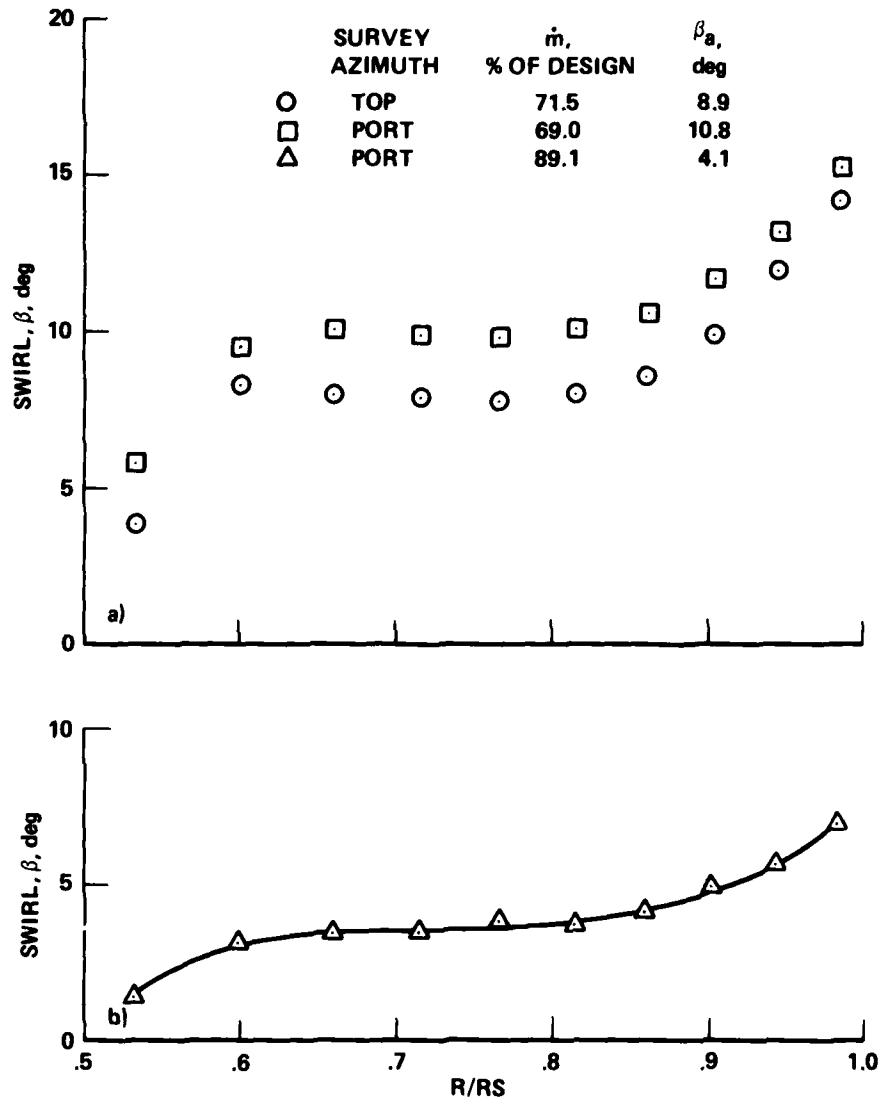 20
15
10
5
0
SWIRL, β, deg
SURVEY AZIMUTH ṁ, % OF DESIGN βa, deg
TOP 71.5 8.9
PORT 69.0 10.8
PORT 89.1 4.1
a)
10
5
0
SWIRL, β, deg
b)
.5 .6 .7 .8 .9 1.0
R/RS